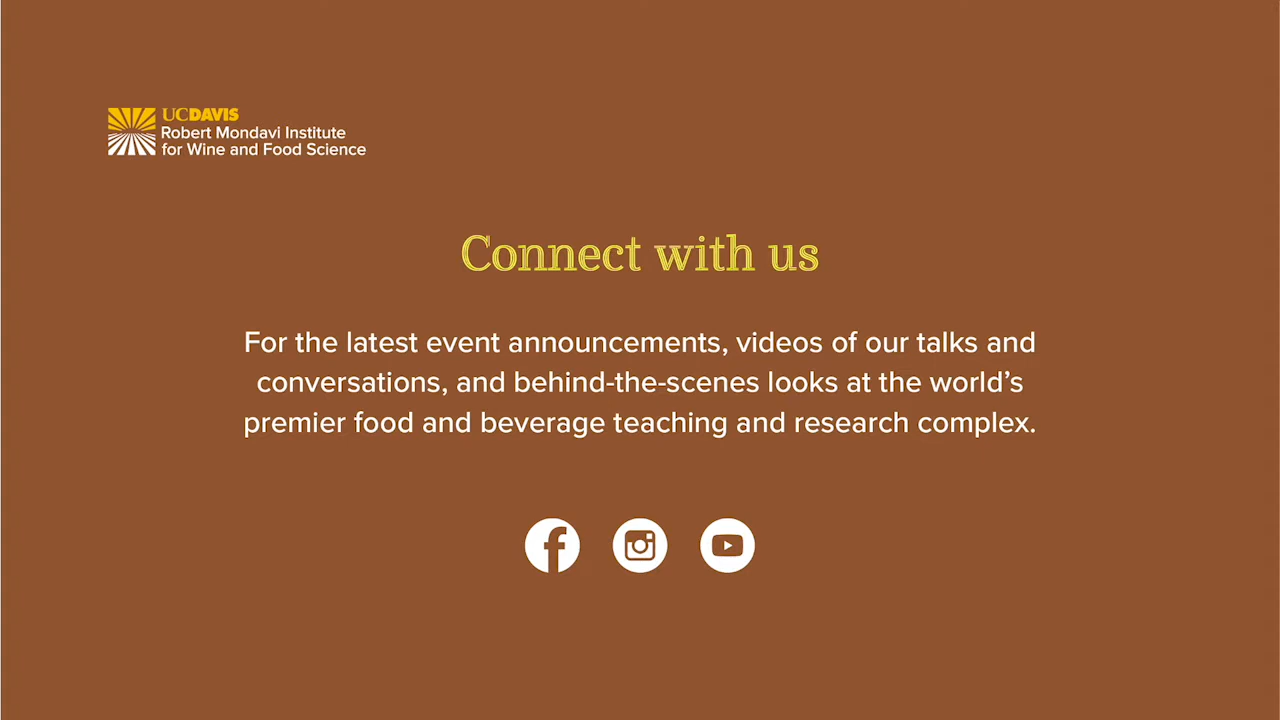 UCDAVIS
Robert Mondavi Institute
for Wine and Food Science
Connect with us
For the latest event announcements, videos of our talks and
conversations, and behind-the-scenes looks at the world’s
premier food and beverage teaching and research complex.